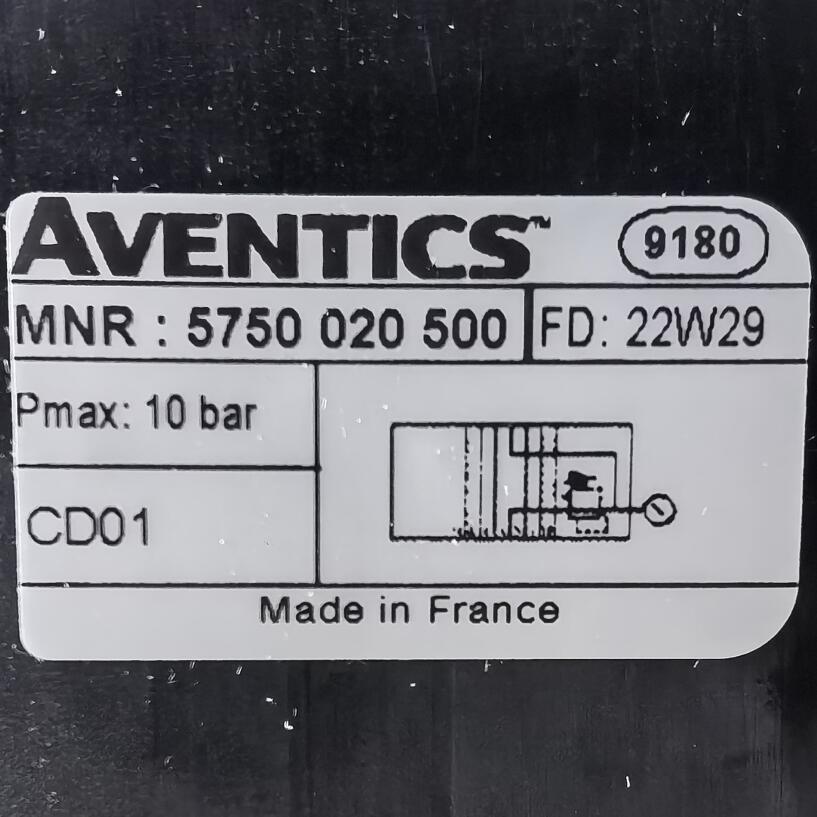 AVENTICS™ 9180
MNR : 5750 020 500 FD: 22W29
Pmax: 10 bar
CD01
Made in France